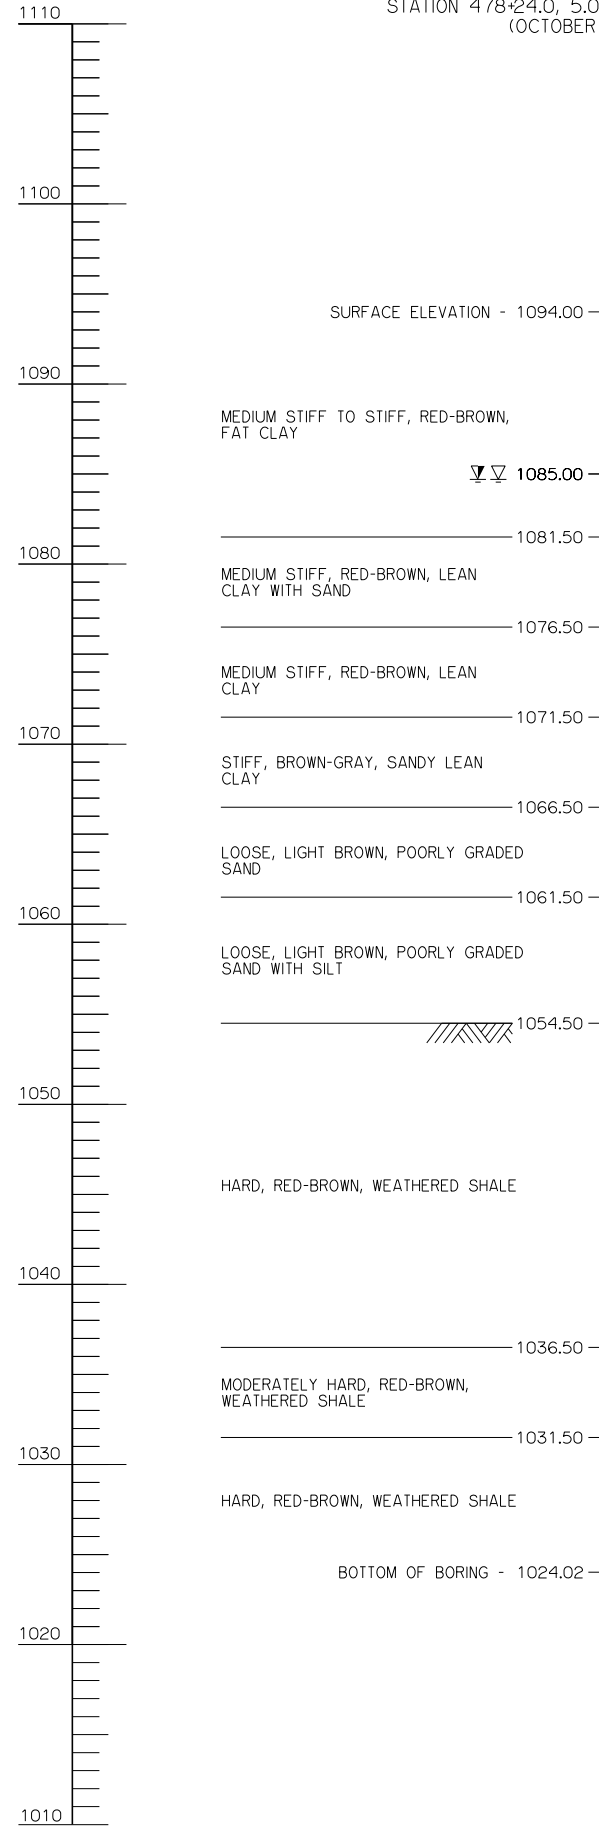 STATION 478+24.0, 5.0
(OCTOBER
1110
1100
SURFACE ELEVATION - 1094.00
1090
MEDIUM STIFF TO STIFF, RED-BROWN,
FAT CLAY
1085.00
1081.50
1080
MEDIUM STIFF, RED-BROWN, LEAN
CLAY WITH SAND
1076.50
MEDIUM STIFF, RED-BROWN, LEAN
CLAY
1071.50
1070
STIFF, BROWN-GRAY, SANDY LEAN
CLAY
1066.50
LOOSE, LIGHT BROWN, POORLY GRADED
SAND
1061.50
1060
LOOSE, LIGHT BROWN, POORLY GRADED
SAND WITH SILT
1054.50
1050
HARD, RED-BROWN, WEATHERED SHALE
1040
1036.50
MODERATELY HARD, RED-BROWN,
WEATHERED SHALE
1031.50
1030
HARD, RED-BROWN, WEATHERED SHALE
BOTTOM OF BORING - 1024.02
1020
1010